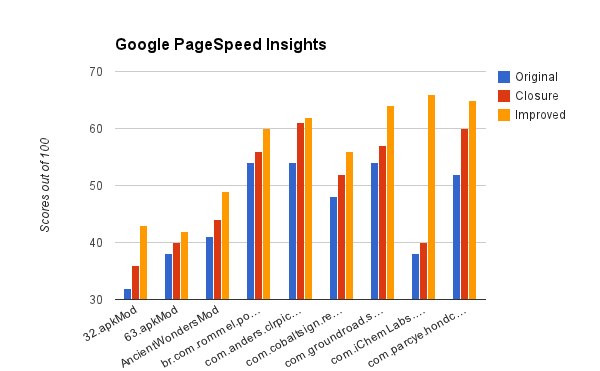 Google PageSpeed Insights
70
60
50
40
30
Scores out of 100
Original
Closure
Improved
32.apkMod
63.apkMod
AncientWondersMod
br.com.rommel.po...
com.anders.clrpic...
com.cobaltsign.re...
com.groundroad.s...
com.iChemLabs....
com.parcye.hondc...